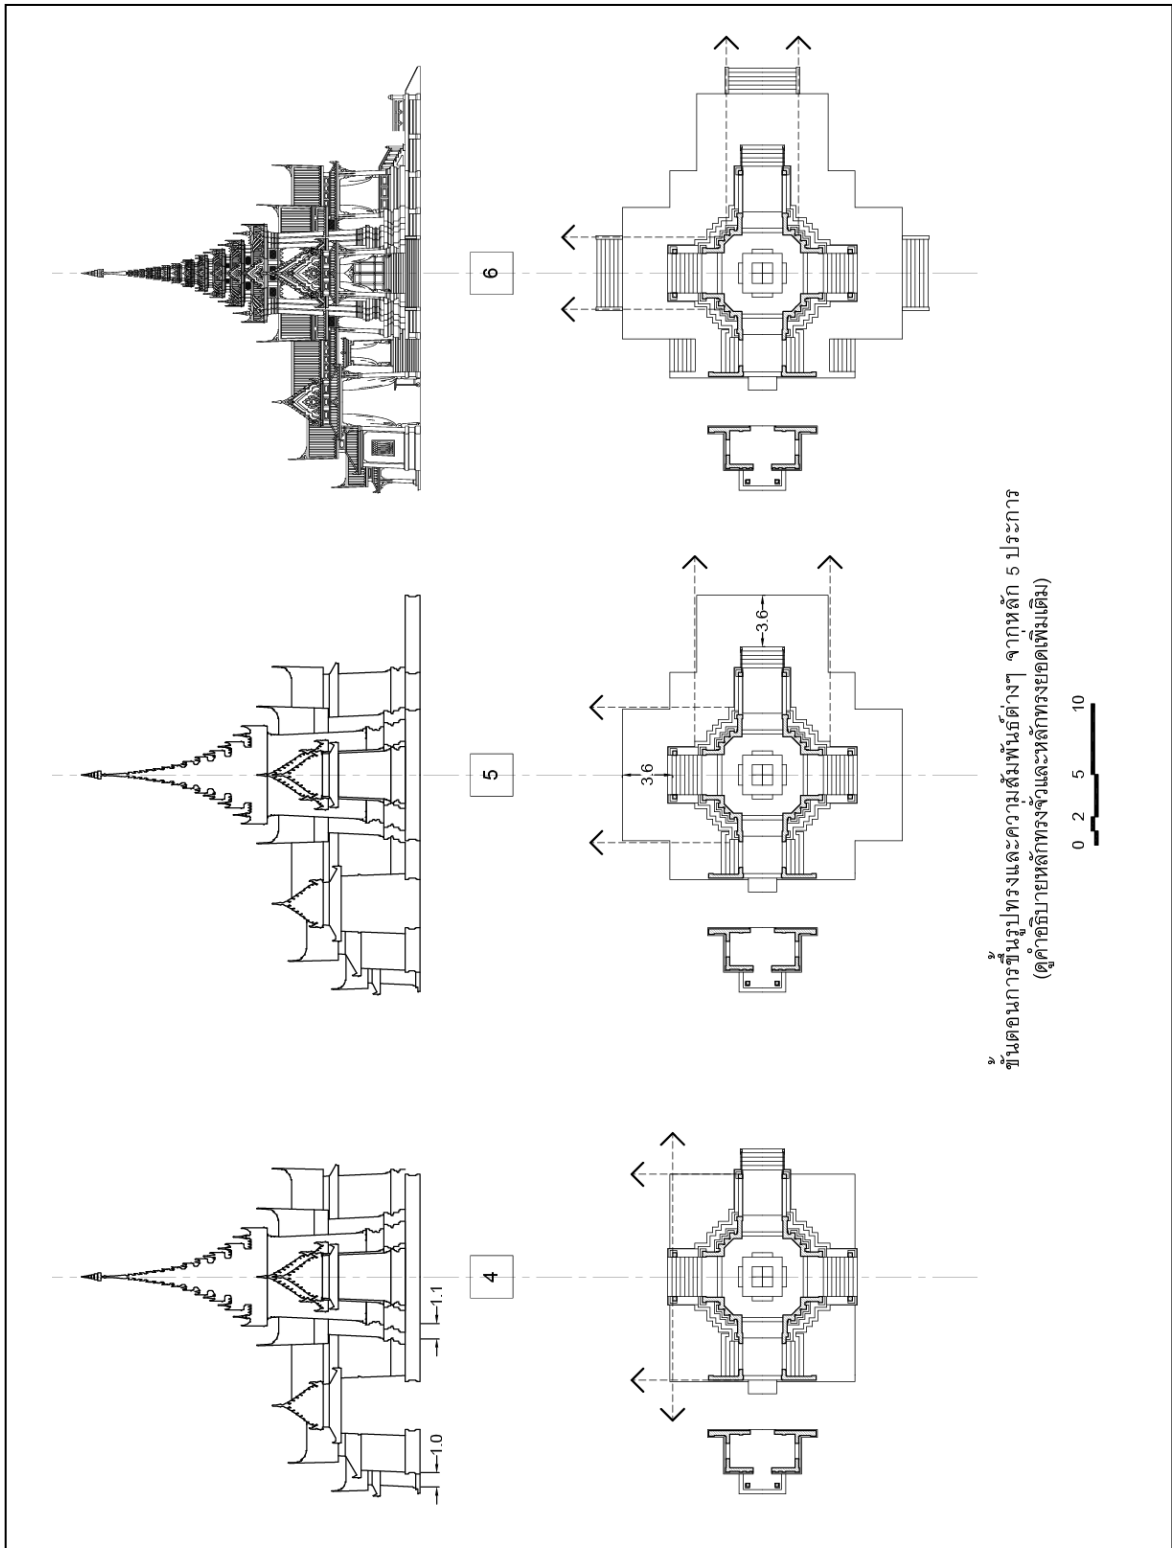 4
5
6
1.0
1.1
3.6
3.6
ขั้นตอนการขึ้นรูปทรงและความสัมพันธ์ต่างๆ จากหลัก 5 ประการ
(ดูคำอธิบายหลักทรงจั่วและหลักทรงยอดเพิ่มเติม)
0 2 5 10